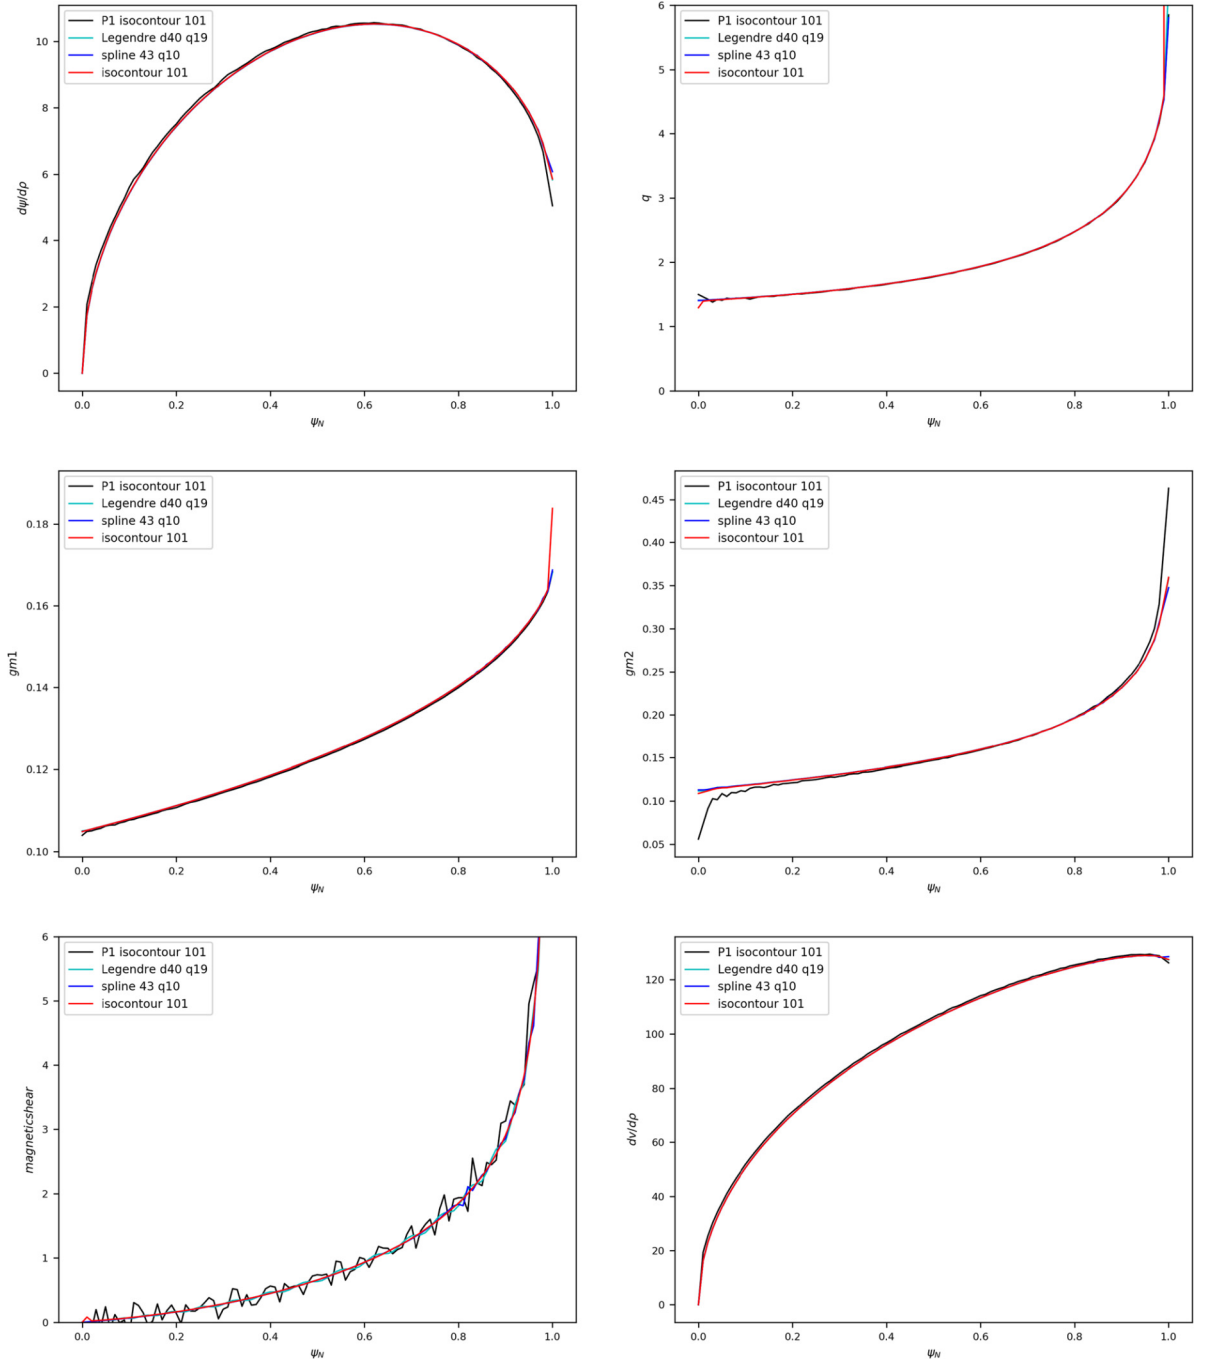 P1 isocontour 101
Legendre d40 q19
spline 43 q10
isocontour 101
10
8
6
4
2
0
dψ/dρ
0.0 0.2 0.4 0.6 0.8 1.0
ψN
P1 isocontour 101
Legendre d40 q19
spline 43 q10
isocontour 101
6
5
4
3
2
1
0
q
0.0 0.2 0.4 0.6 0.8 1.0
ψN
P1 isocontour 101
Legendre d40 q19
spline 43 q10
isocontour 101
0.18
0.16
0.14
0.12
0.10
gm1
0.0 0.2 0.4 0.6 0.8 1.0
ψN
P1 isocontour 101
Legendre d40 q19
spline 43 q10
isocontour 101
0.45
0.40
0.35
0.30
0.25
0.20
0.15
0.10
0.05
gm2
0.0 0.2 0.4 0.6 0.8 1.0
ψN
P1 isocontour 101
Legendre d40 q19
spline 43 q10
isocontour 101
6
5
4
3
2
1
0
magneticshear
0.0 0.2 0.4 0.6 0.8 1.0
ψN
P1 isocontour 101
Legendre d40 q19
spline 43 q10
isocontour 101
120
100
80
60
40
20
0
dv/dρ
0.0 0.2 0.4 0.6 0.8 1.0
ψN